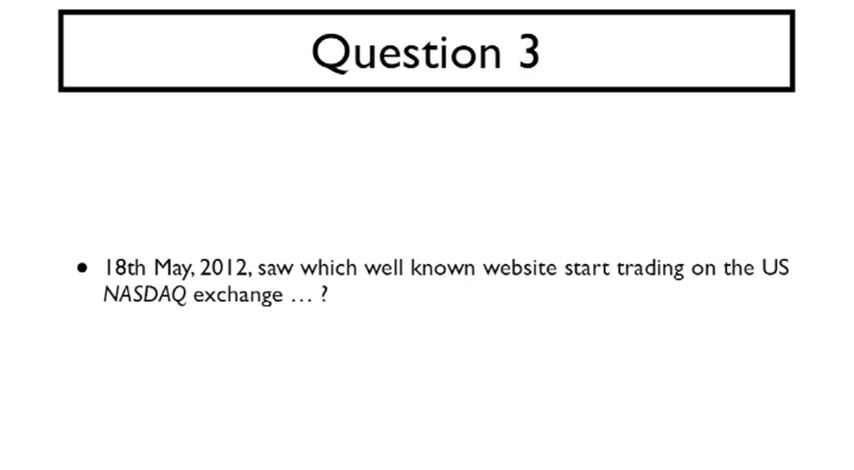 Question 3
• 18th May, 2012, saw which well known website start trading on the US
NASDAQ exchange … ?